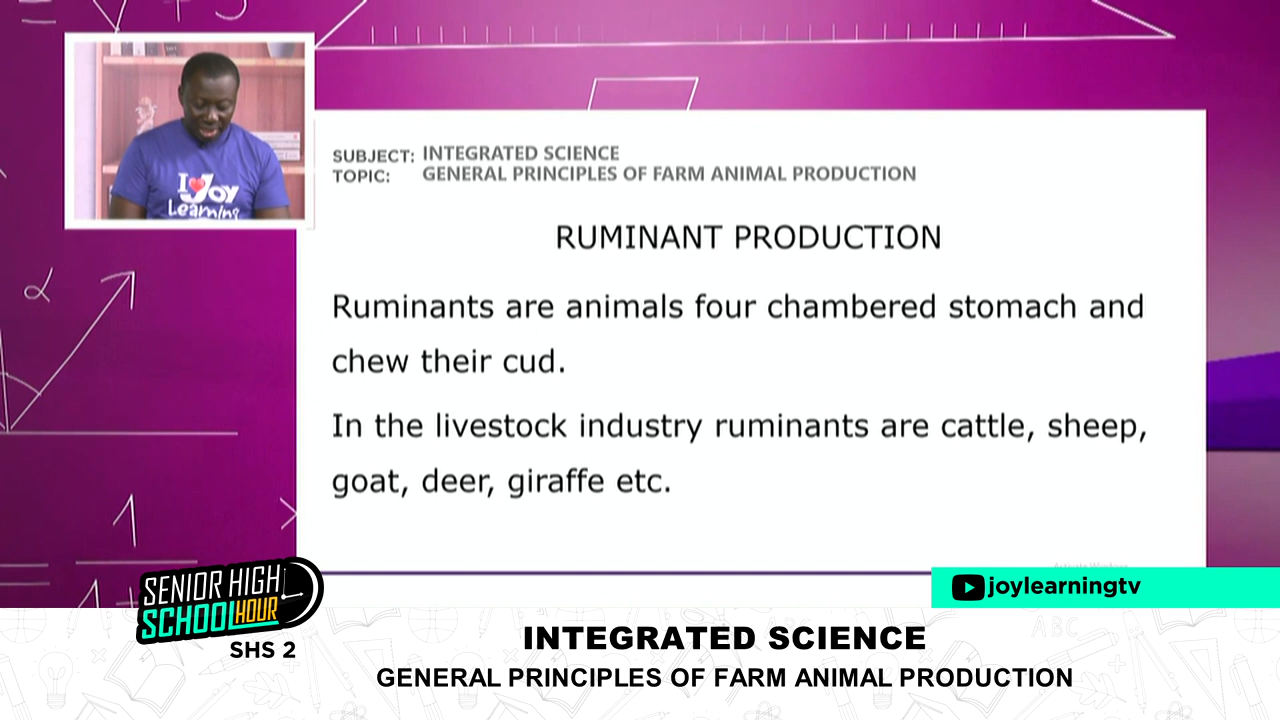 I ❤ Joy
Learning
SUBJECT: INTEGRATED SCIENCE
TOPIC: GENERAL PRINCIPLES OF FARM ANIMAL PRODUCTION
RUMINANT PRODUCTION
Ruminants are animals four chambered stomach and
chew their cud.
In the livestock industry ruminants are cattle, sheep,
goat, deer, giraffe etc.
α
1
SENIOR HIGH
SCHOOL HOUR
SHS 2
joylearningtv
INTEGRATED SCIENCE
GENERAL PRINCIPLES OF FARM ANIMAL PRODUCTION
ABC